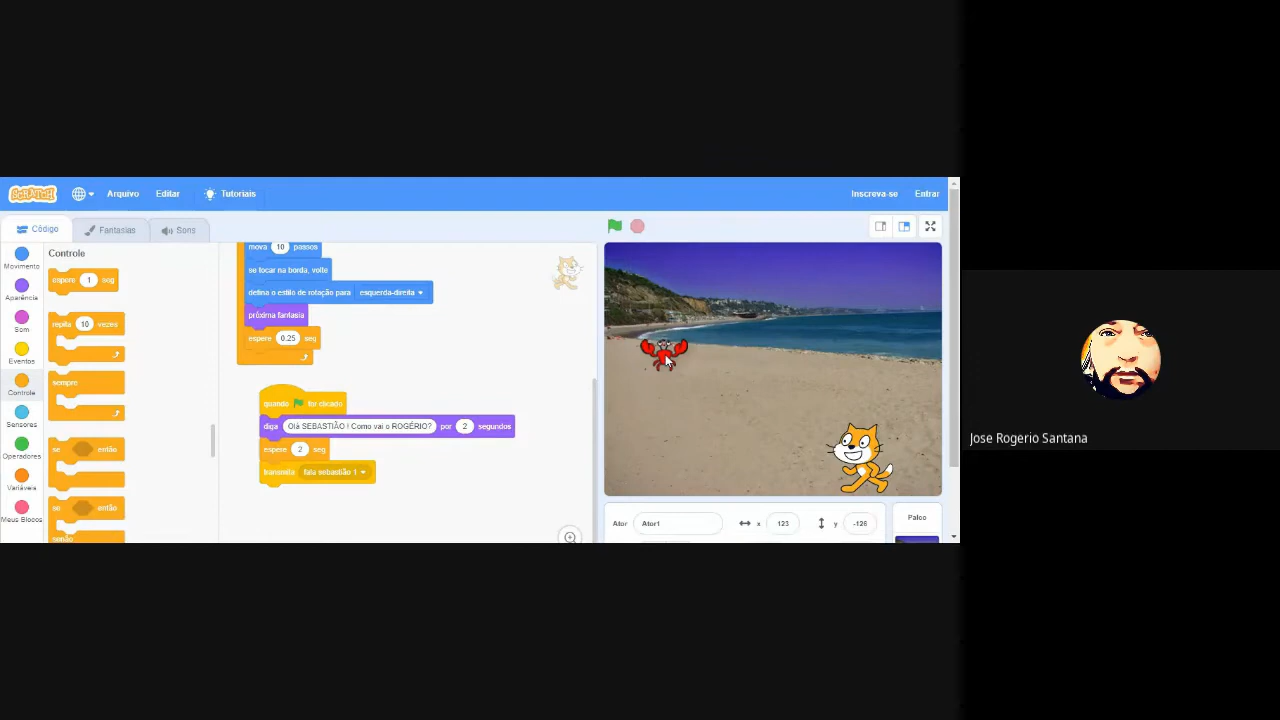 SCRATCH
Arquivo
Editar
Tutoriais
Inscreva-se
Entrar
Código
Fantasias
Sons
Movimento
Aparência
Som
Eventos
Controle
Sensores
Operadores
Variáveis
Meus Blocos
Controle
espere 1 seg
repita 10 vezes
sempre
se então
se então
senão
mova 10 passos
se tocar na borda, volte
defina o estilo de rotação para esquerda-direita
próxima fantasia
espere 0.25 seg
quando for clicado
diga Olá SEBASTIÃO ! Como vai o ROGÉRIO? por 2 segundos
espere 2 seg
transmita fala sebastião 1
Ator Ator1 x 123 y -126
Palco
Jose Rogerio Santana